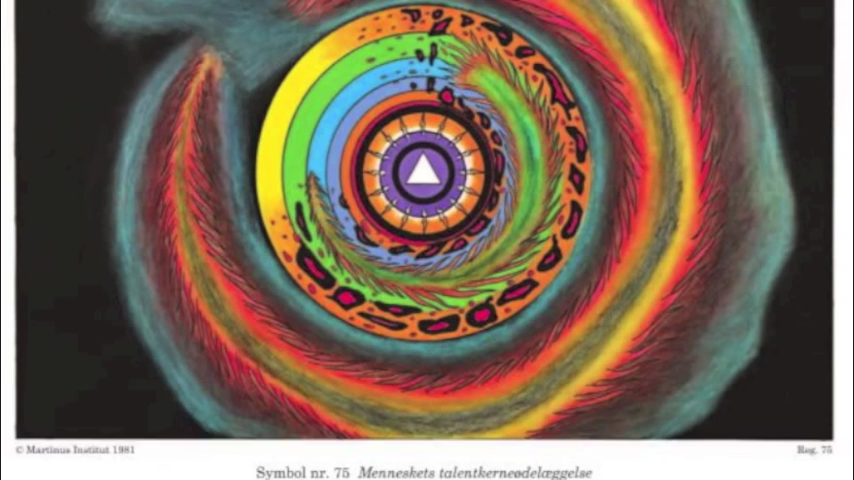 © Martinus Institut 1981
Reg. 75
Symbol nr. 75 Menneskets talentkerneødelæggelse